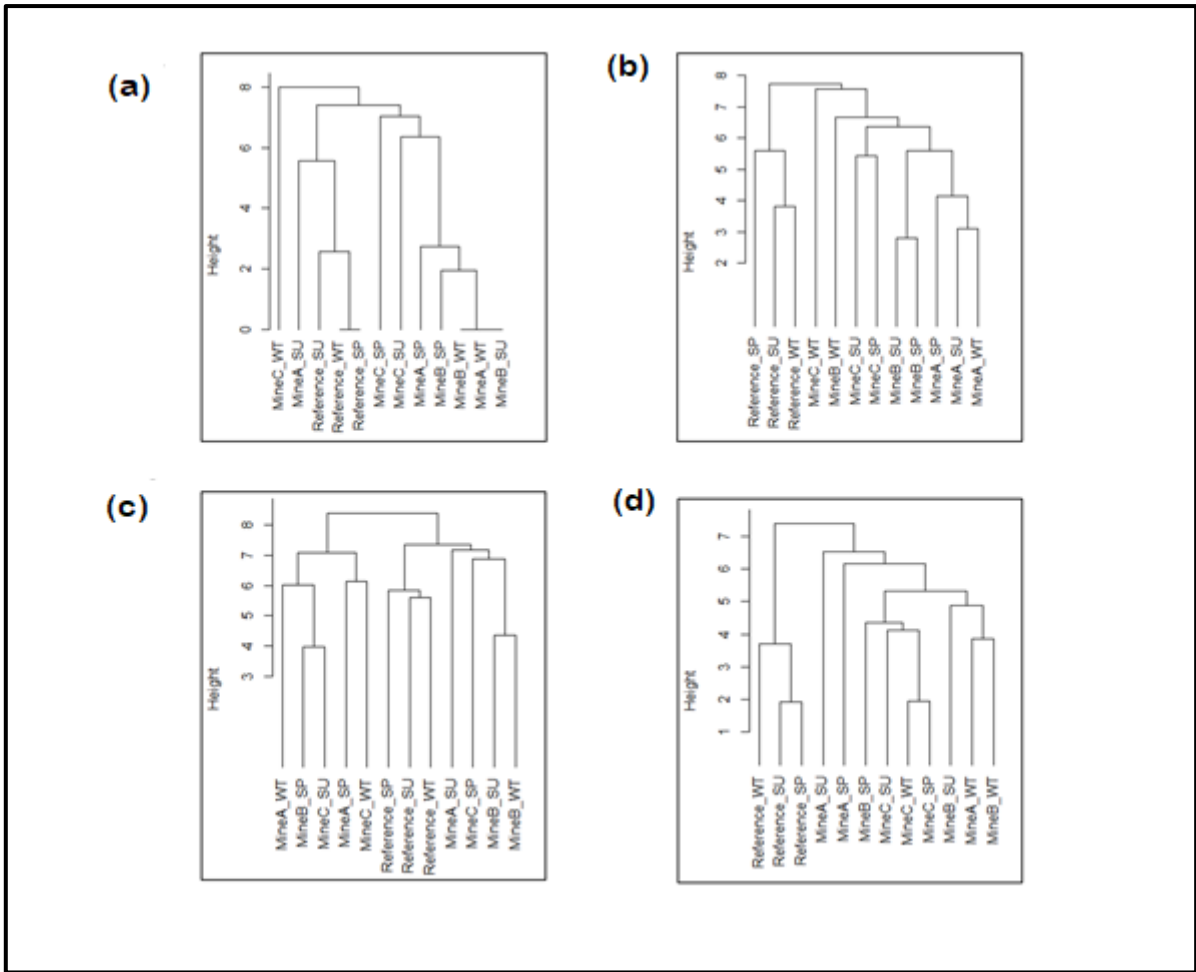 (a)
Height
8
6
4
2
0
MineC_WT
MineA_SU
Reference_SU
Reference_WT
Reference_SP
MineC_SP
MineC_SU
MineA_SP
MineB_SP
MineB_WT
MineA_WT
MineB_SU
(b)
Height
8
7
6
5
4
3
2
Reference_SP
Reference_SU
Reference_WT
MineC_WT
MineB_WT
MineC_SU
MineC_SP
MineB_SU
MineB_SP
MineA_SP
MineA_SU
MineA_WT
(c)
Height
8
7
6
5
4
3
MineA_WT
MineB_SP
MineC_SU
MineA_SP
MineC_WT
Reference_SP
Reference_SU
Reference_WT
MineA_SU
MineC_SP
MineB_SU
MineB_WT
(d)
Height
7
6
5
4
3
2
1
Reference_WT
Reference_SU
Reference_SP
MineA_SU
MineA_SP
MineB_SP
MineC_SU
MineC_WT
MineC_SP
MineB_SU
MineA_WT
MineB_WT